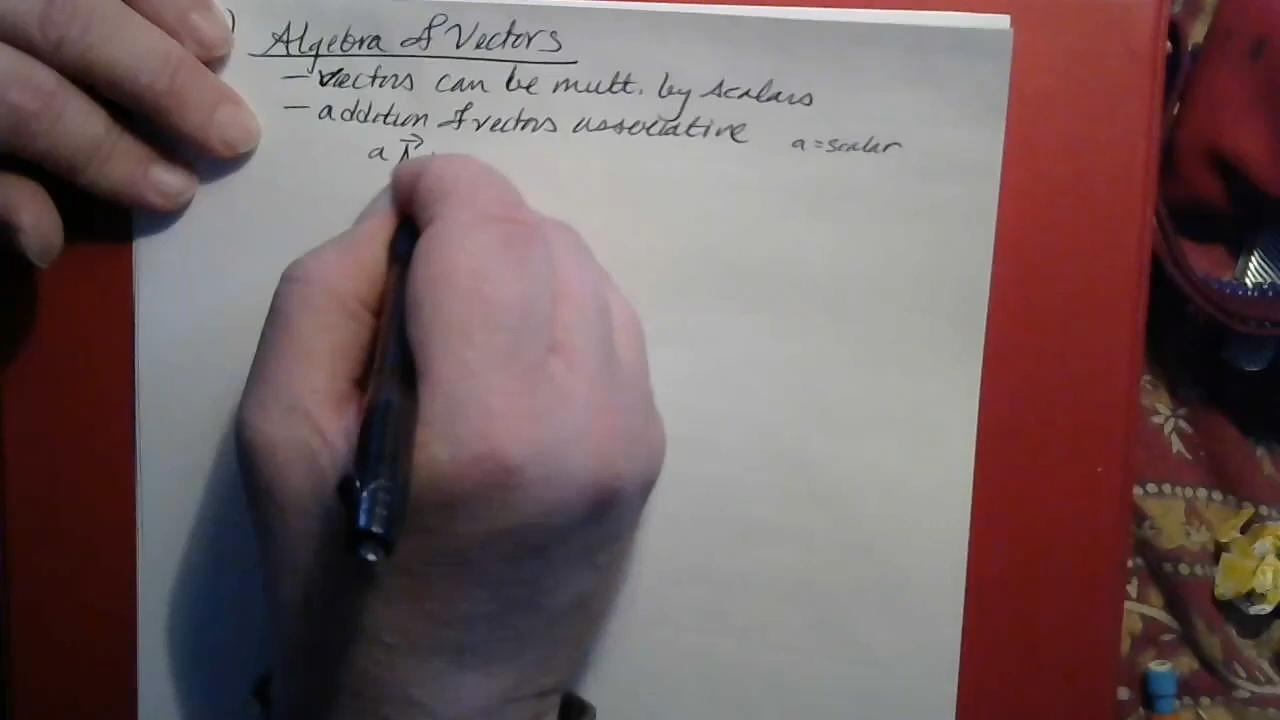 )
Algebra of Vectors
- Vectors can be mult. by scalars
- addition of vectors associative
a = scalar
a